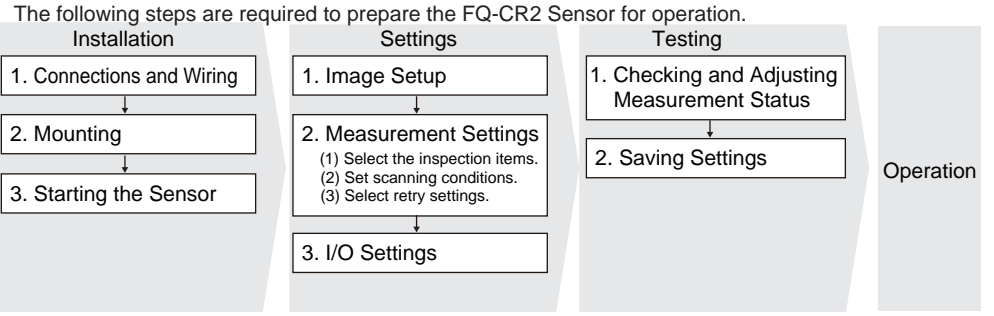 The following steps are required to prepare the FQ-CR2 Sensor for operation.
Installation
1. Connections and Wiring
2. Mounting
3. Starting the Sensor
Settings
1. Image Setup
2. Measurement Settings
(1) Select the inspection items.
(2) Set scanning conditions.
(3) Select retry settings.
3. I/O Settings
Testing
1. Checking and Adjusting
Measurement Status
2. Saving Settings
Operation